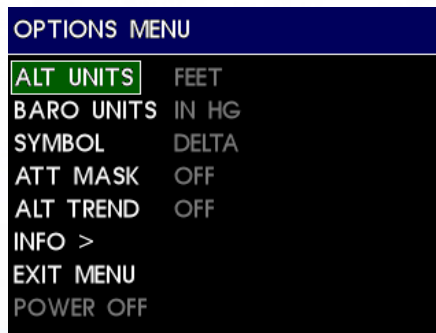 OPTIONS MENU
ALT UNITS FEET
BARO UNITS IN HG
SYMBOL DELTA
ATT MASK OFF
ALT TREND OFF
INFO >
EXIT MENU
POWER OFF